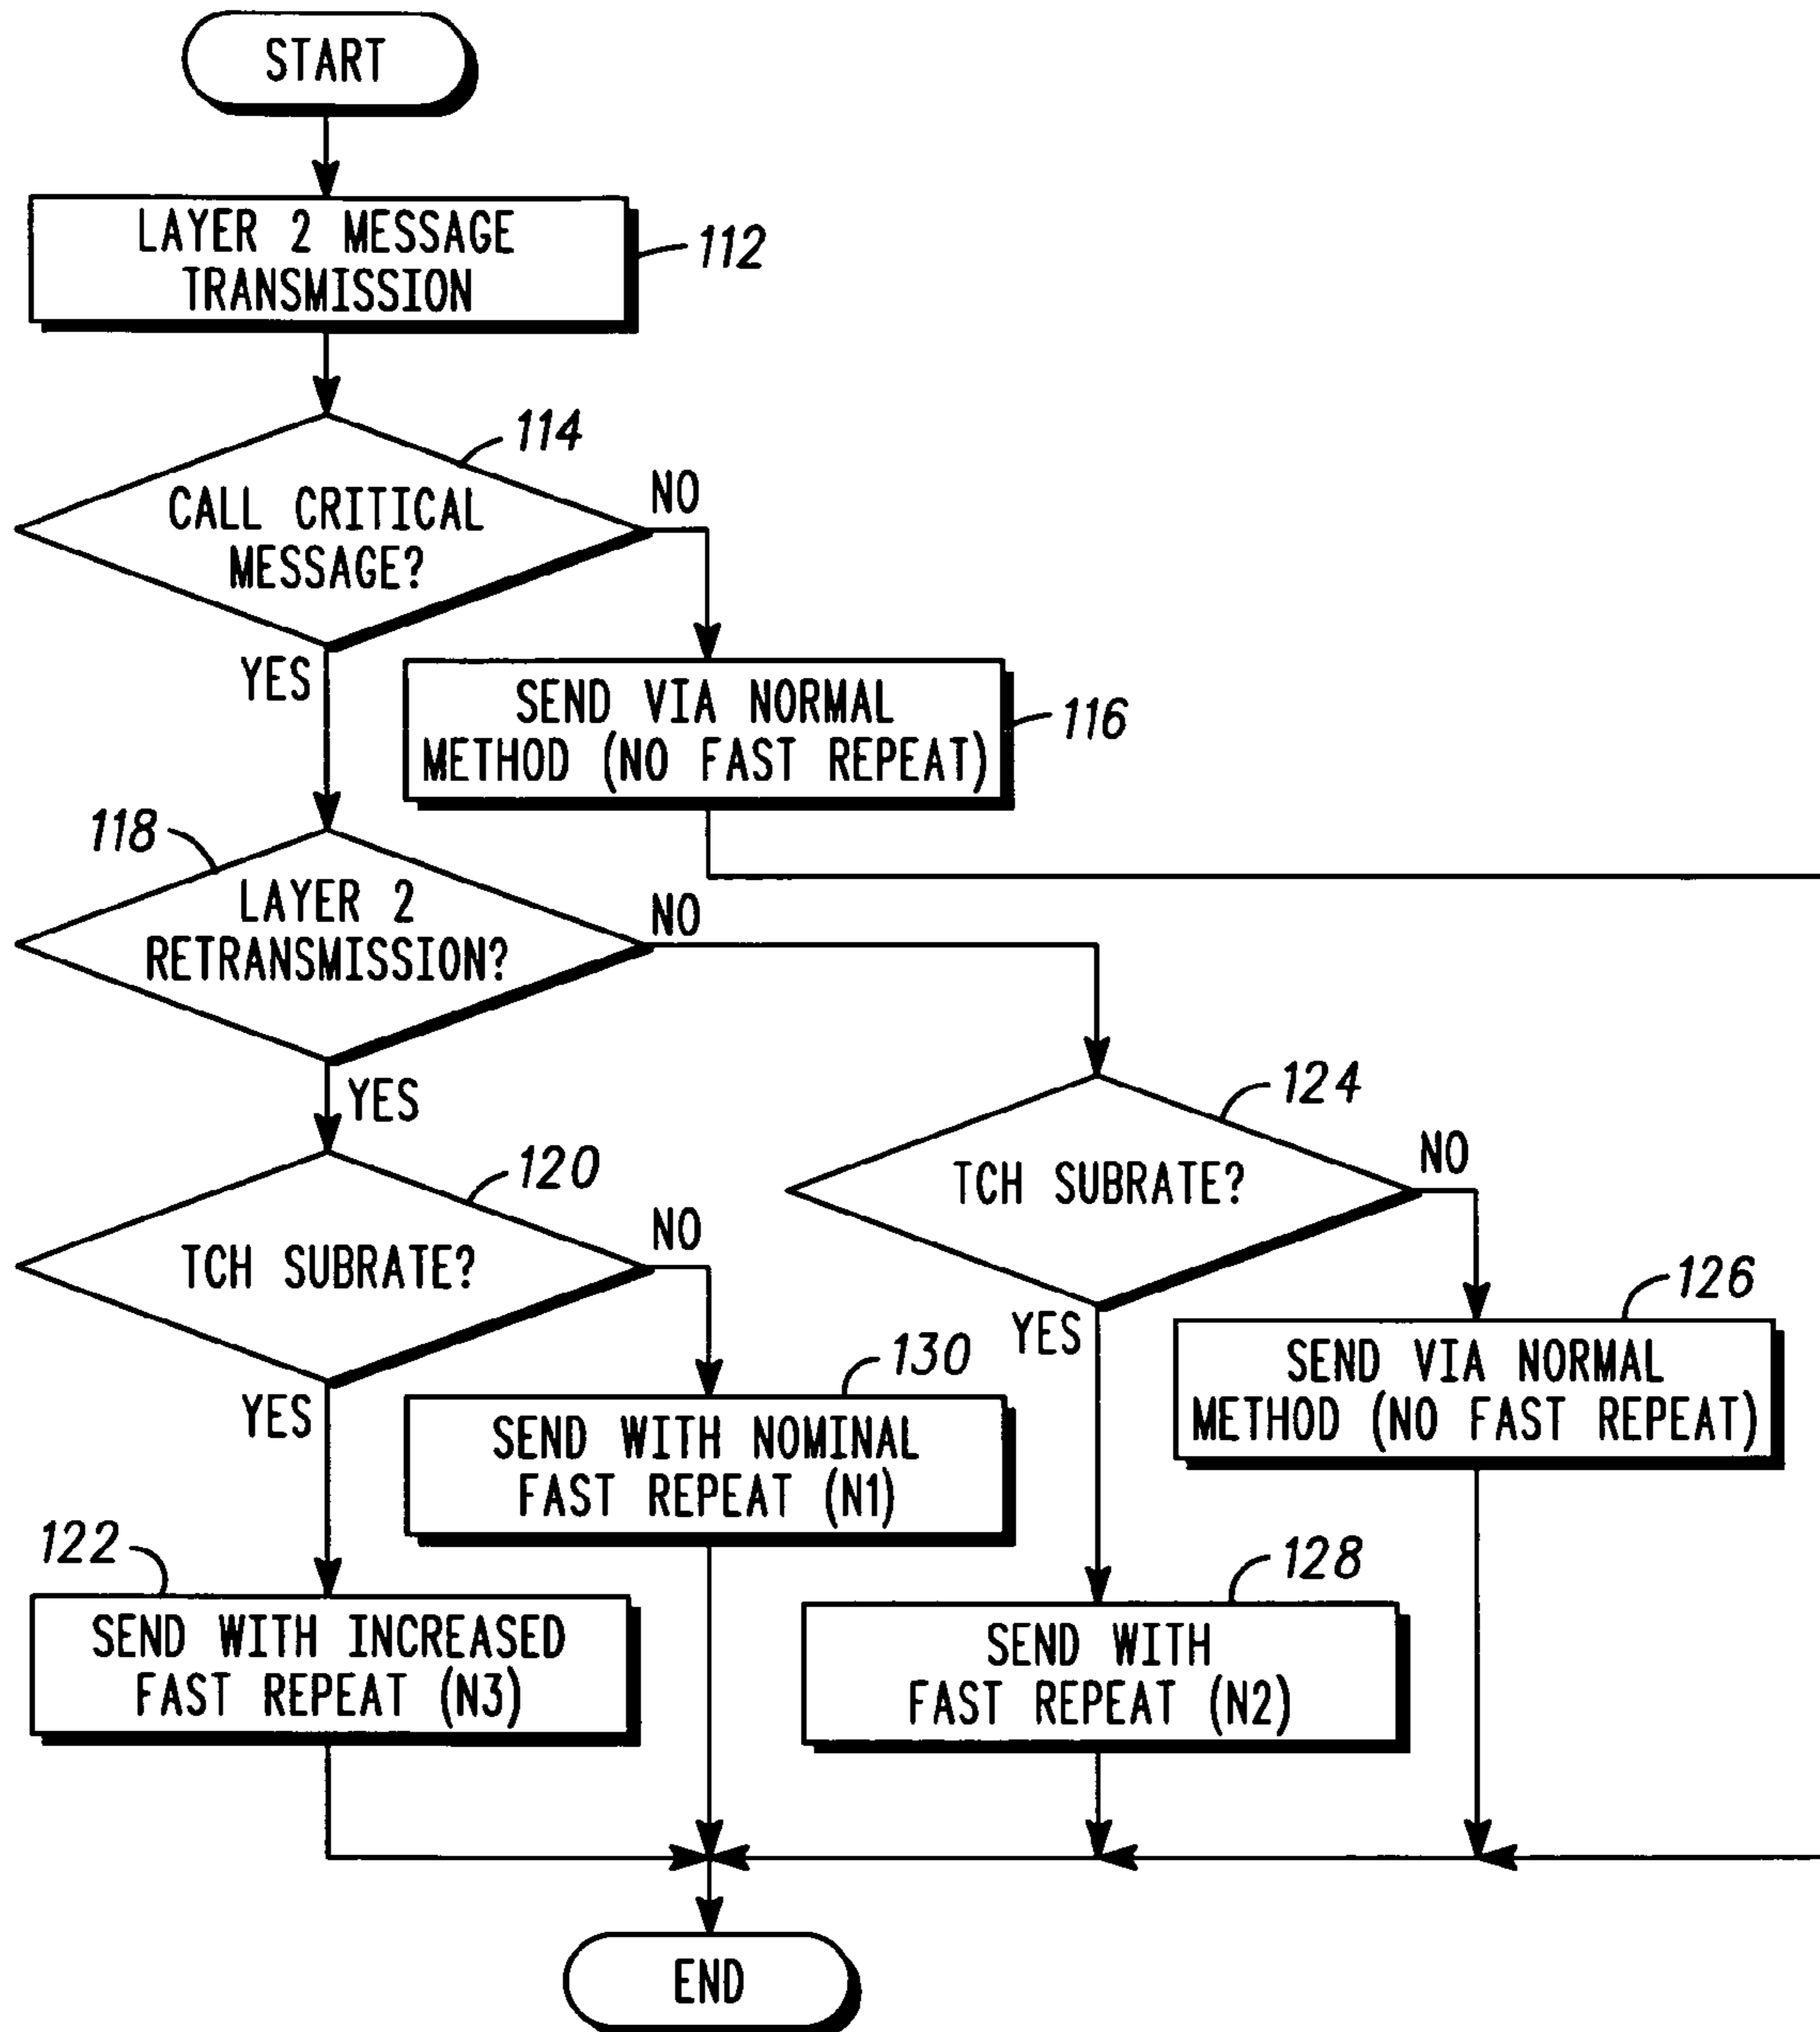 START
LAYER 2 MESSAGE
TRANSMISSION
112
114
CALL CRITICAL
MESSAGE?
NO
YES
SEND VIA NORMAL
METHOD (NO FAST REPEAT)
116
118
LAYER 2
RETRANSMISSION?
NO
YES
120
TCH SUBRATE?
NO
YES
124
TCH SUBRATE?
NO
YES
126
SEND VIA NORMAL
METHOD (NO FAST REPEAT)
130
SEND WITH NOMINAL
FAST REPEAT (N1)
122
SEND WITH INCREASED
FAST REPEAT (N3)
128
SEND WITH
FAST REPEAT (N2)
END